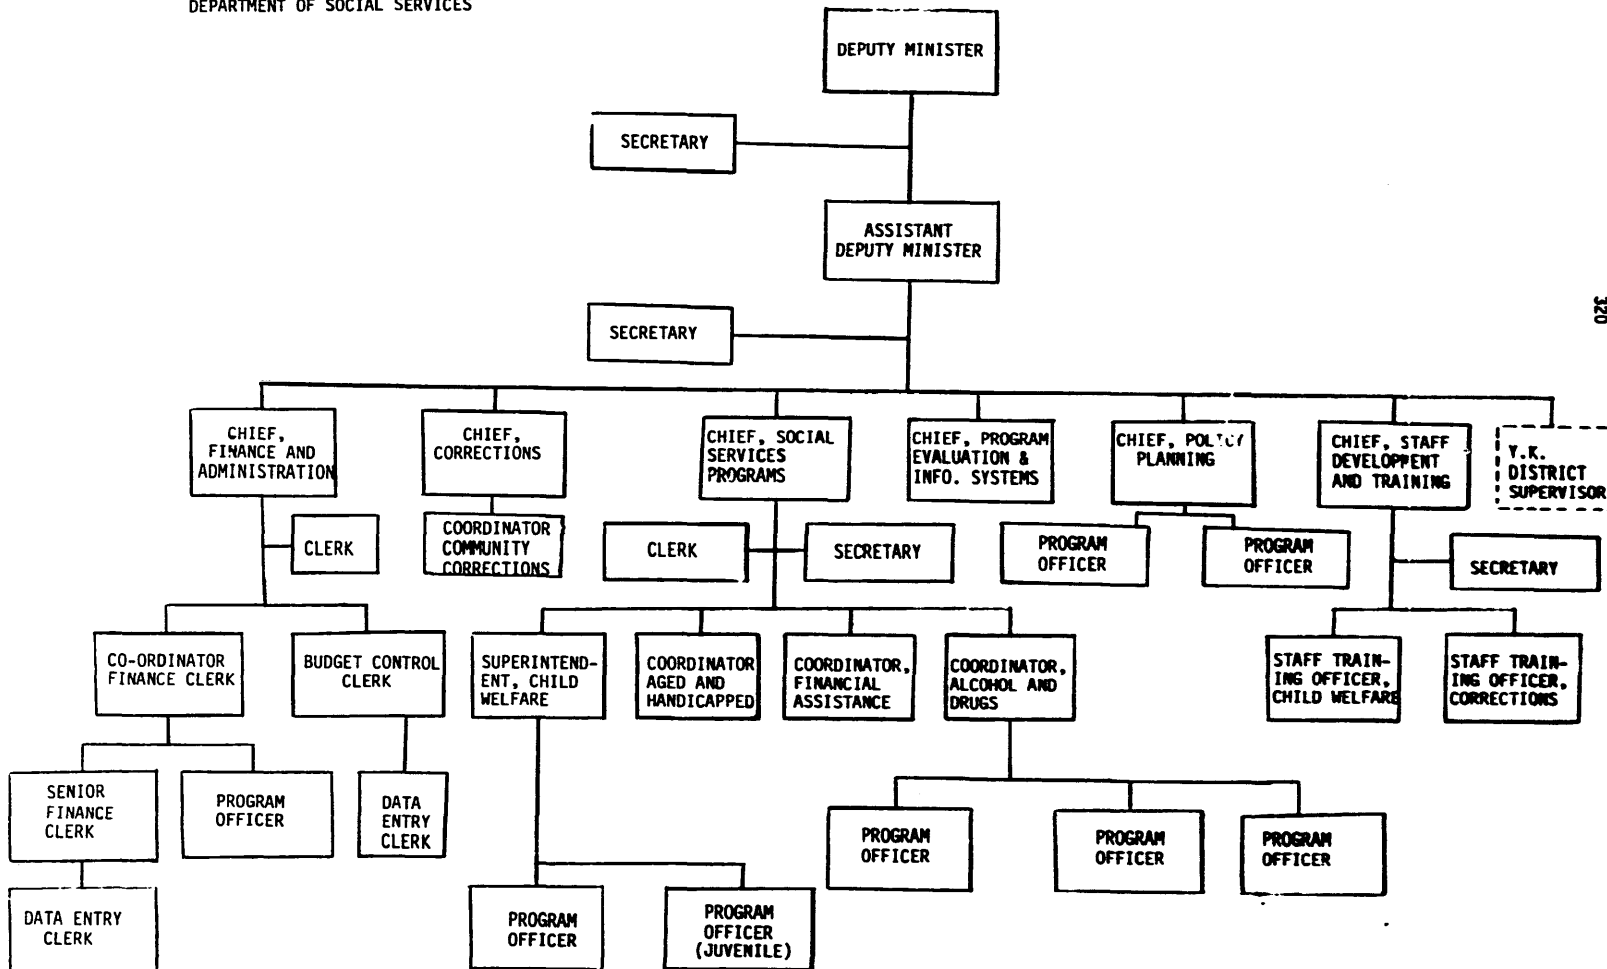 DEPARTMENT OF SOCIAL SERVICES
DEPUTY MINISTER
SECRETARY
ASSISTANT
DEPUTY MINISTER
SECRETARY
320
CHIEF,
FINANCE AND
ADMINISTRATION
CHIEF,
CORRECTIONS
CHIEF, SOCIAL
SERVICES
PROGRAMS
CHIEF, PROGRAM
EVALUATION &
INFO. SYSTEMS
CHIEF, POLICY
PLANNING
CHIEF, STAFF
DEVELOPMENT
AND TRAINING
Y.K.
DISTRICT
SUPERVISOR
CLERK
COORDINATOR
COMMUNITY
CORRECTIONS
CLERK
SECRETARY
PROGRAM
OFFICER
PROGRAM
OFFICER
SECRETARY
CO-ORDINATOR
FINANCE CLERK
BUDGET CONTROL
CLERK
SUPERINTEND-
ENT, CHILD
WELFARE
COORDINATOR
AGED AND
HANDICAPPED
COORDINATOR,
FINANCIAL
ASSISTANCE
COORDINATOR,
ALCOHOL AND
DRUGS
STAFF TRAIN-
ING OFFICER,
CHILD WELFARE
STAFF TRAIN-
ING OFFICER,
CORRECTIONS
SENIOR
FINANCE
CLERK
PROGRAM
OFFICER
DATA
ENTRY
CLERK
PROGRAM
OFFICER
PROGRAM
OFFICER
PROGRAM
OFFICER
DATA ENTRY
CLERK
PROGRAM
OFFICER
PROGRAM
OFFICER
(JUVENILE)